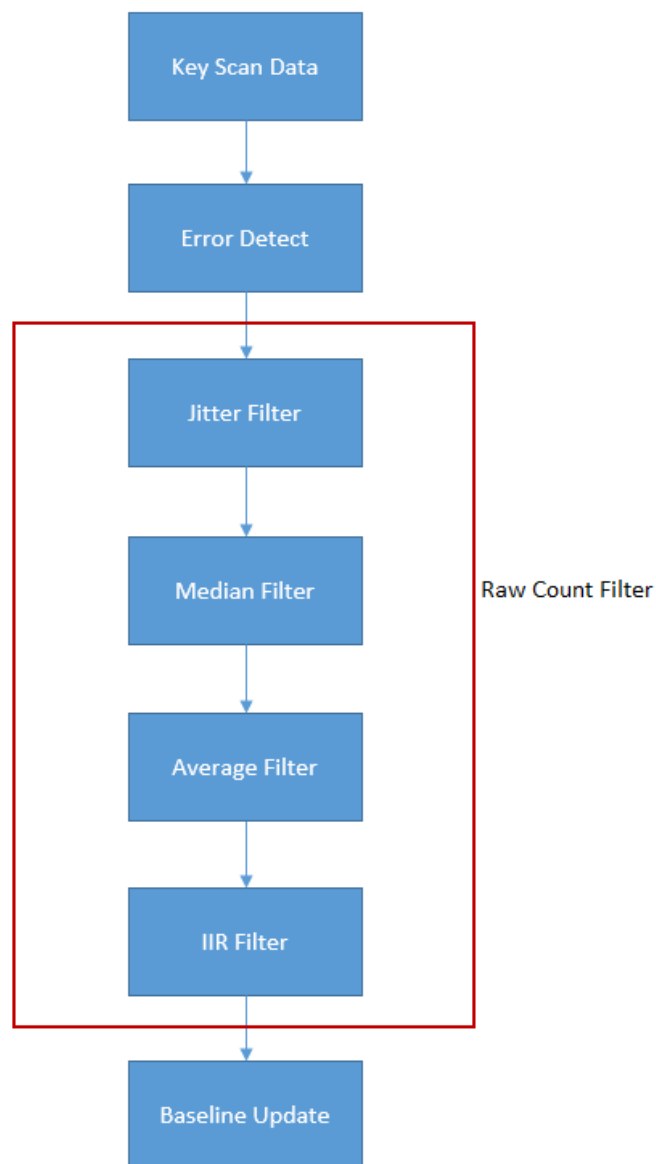 Key Scan Data
Error Detect
Jitter Filter
Median Filter
Raw Count Filter
Average Filter
IIR Filter
Baseline Update